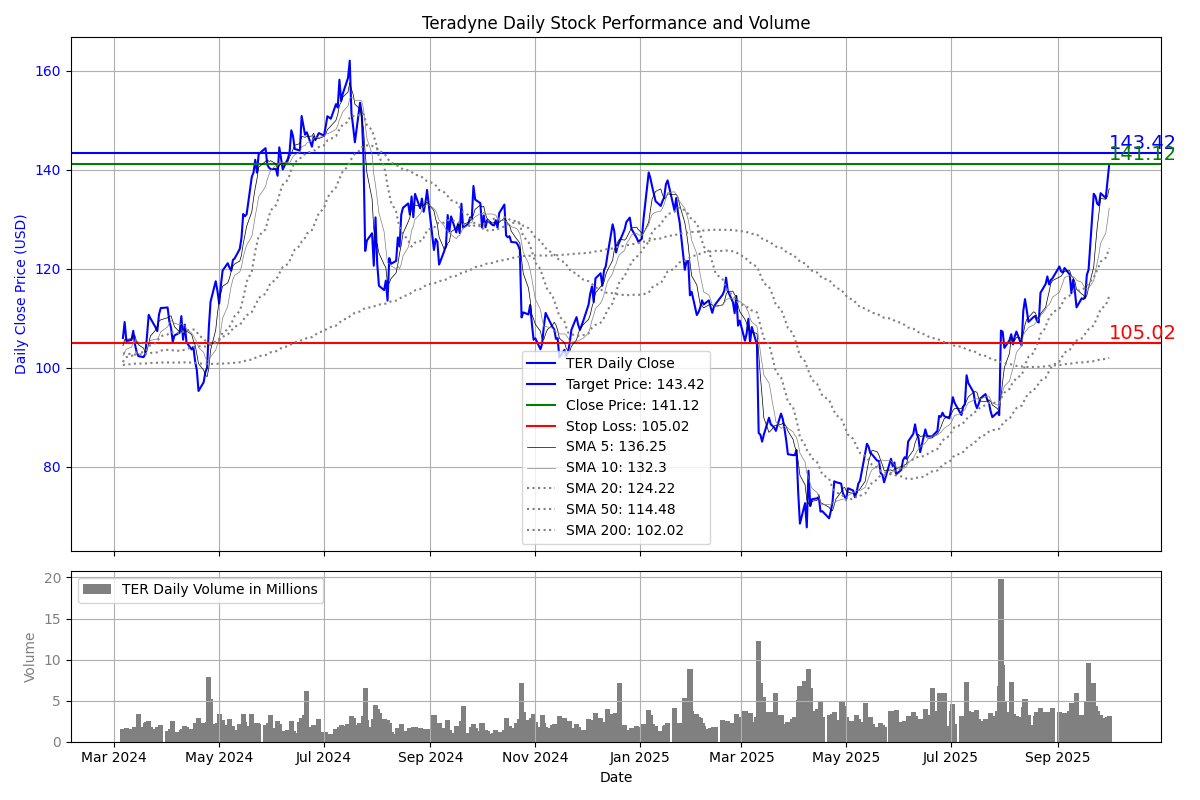 Teradyne Daily Stock Performance and Volume
Daily Close Price (USD)
160
140
120
100
80
143.42
141.12
105.02
TER Daily Close
Target Price: 143.42
Close Price: 141.12
Stop Loss: 105.02
SMA 5: 136.25
SMA 10: 132.3
SMA 20: 124.22
SMA 50: 114.48
SMA 200: 102.02
Volume
20
15
10
5
0
TER Daily Volume in Millions
Mar 2024 May 2024 Jul 2024 Sep 2024 Nov 2024 Jan 2025 Mar 2025 May 2025 Jul 2025 Sep 2025
Date